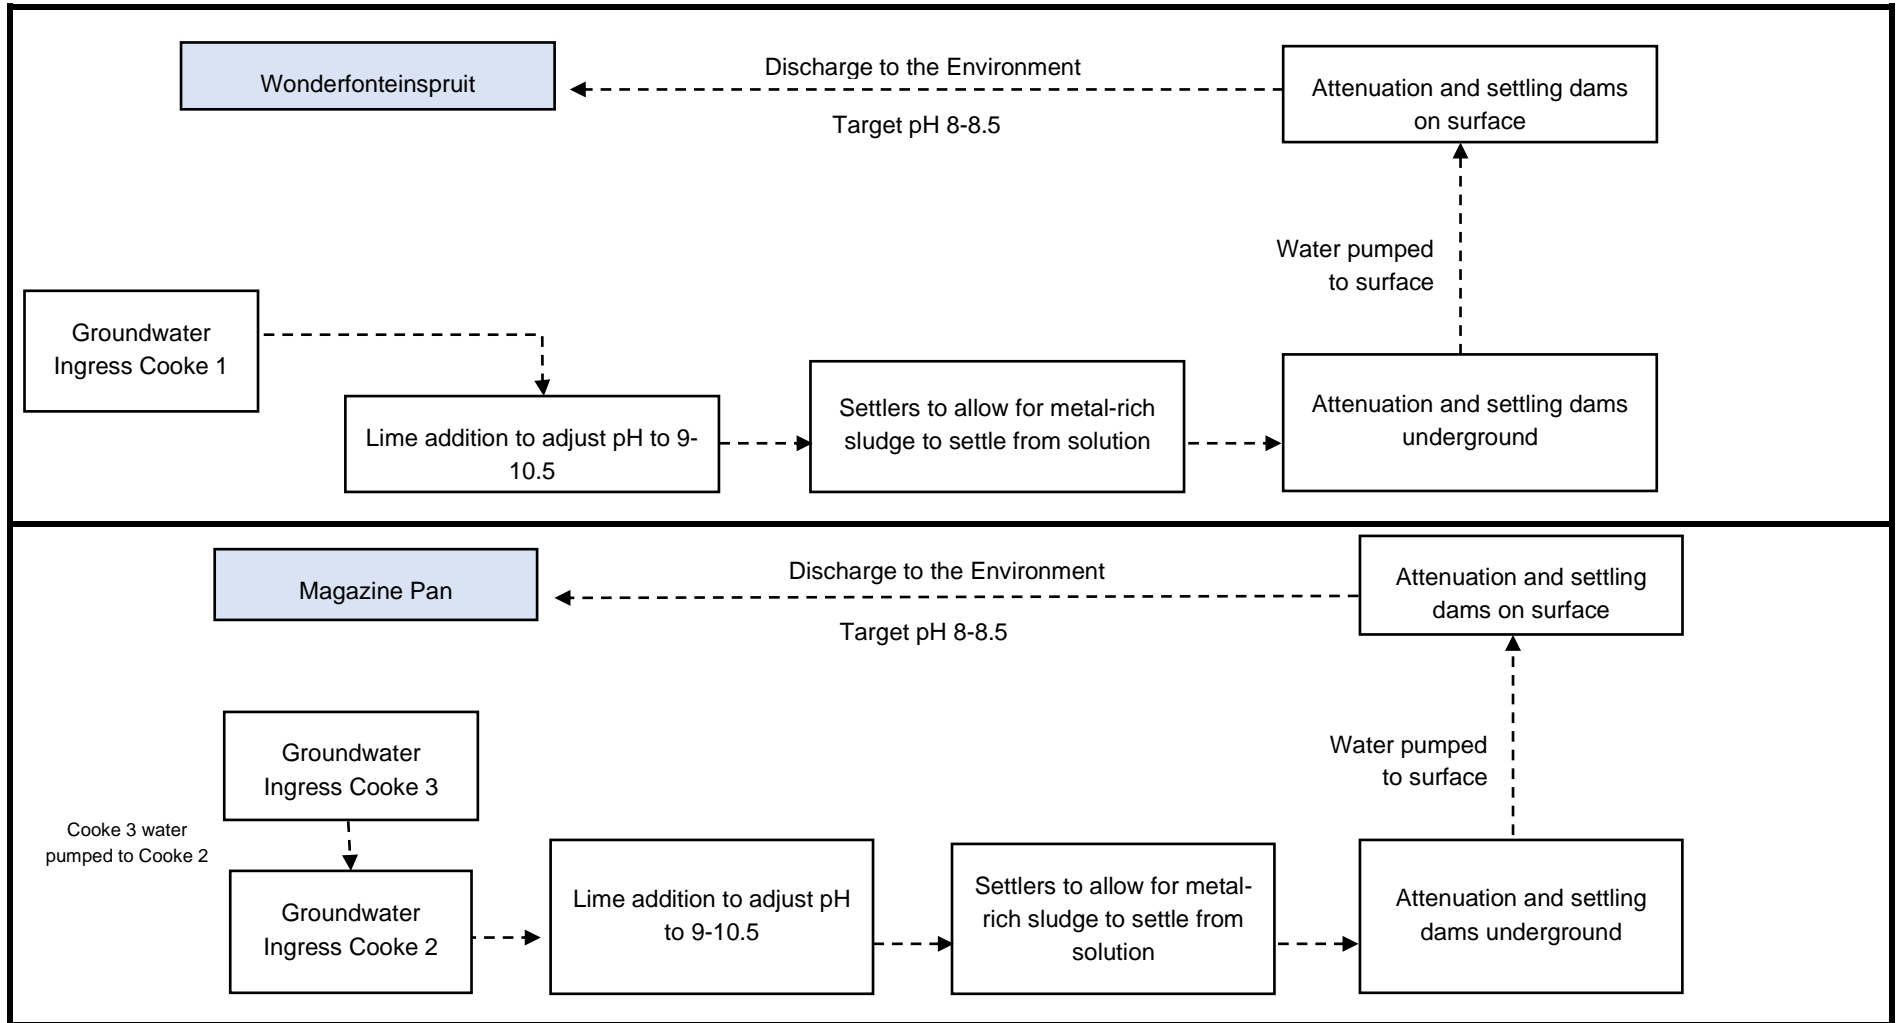 Wonderfonteinspruit
Discharge to the Environment
Target pH 8-8.5
Attenuation and settling dams
on surface
Water pumped
to surface
Groundwater
Ingress Cooke 1
Lime addition to adjust pH to 9-
10.5
Settlers to allow for metal-rich
sludge to settle from solution
Attenuation and settling dams
underground
Magazine Pan
Discharge to the Environment
Target pH 8-8.5
Attenuation and settling
dams on surface
Water pumped
to surface
Groundwater
Ingress Cooke 3
Cooke 3 water
pumped to Cooke 2
Groundwater
Ingress Cooke 2
Lime addition to adjust pH
to 9-10.5
Settlers to allow for metal-
rich sludge to settle from
solution
Attenuation and settling
dams underground